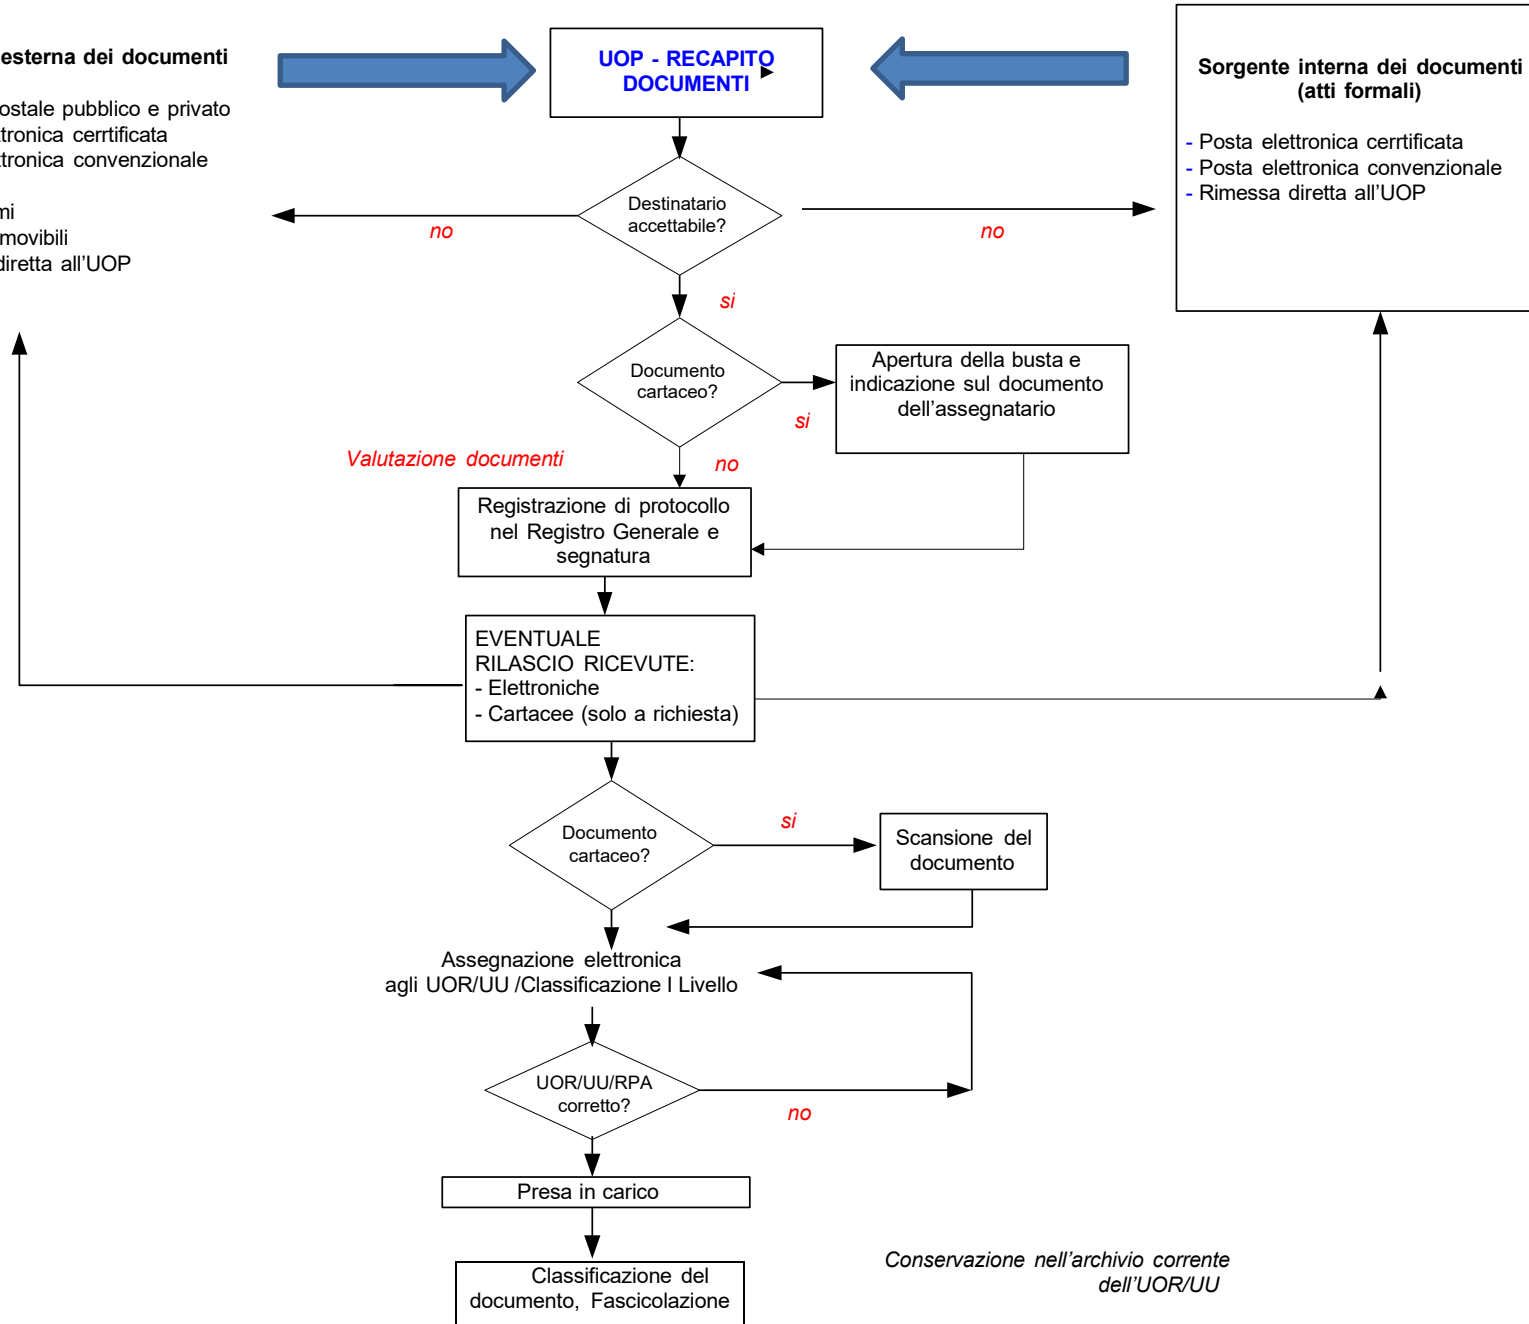 esterna dei documenti
ostale pubblico e privato
tronica cerrtificata
ttronica convenzionale
mi
movibili
diretta all'UOP
UOP - RECAPITO
DOCUMENTI
Sorgente interna dei documenti
(atti formali)
- Posta elettronica cerrtificata
- Posta elettronica convenzionale
- Rimessa diretta all'UOP
Destinatario
accettabile?
no
no
si
Documento
cartaceo?
si
Apertura della busta e
indicazione sul documento
dell'assegnatario
Valutazione documenti
no
Registrazione di protocollo
nel Registro Generale e
segnatura
EVENTUALE
RILASCIO RICEVUTE:
- Elettroniche
- Cartacee (solo a richiesta)
Documento
cartaceo?
si
Scansione del
documento
Assegnazione elettronica
agli UOR/UU /Classificazione I Livello
UOR/UU/RPA
corretto?
no
Presa in carico
Classificazione del
documento, Fascicolazione
Conservazione nell'archivio corrente
dell'UOR/UU